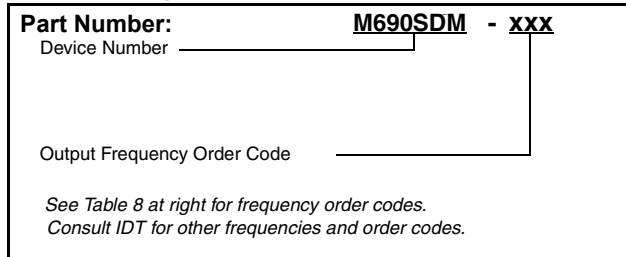 Part Number: M690SDM - xxx
Device Number
Output Frequency Order Code
See Table 8 at right for frequency order codes.
Consult IDT for other frequencies and order codes.